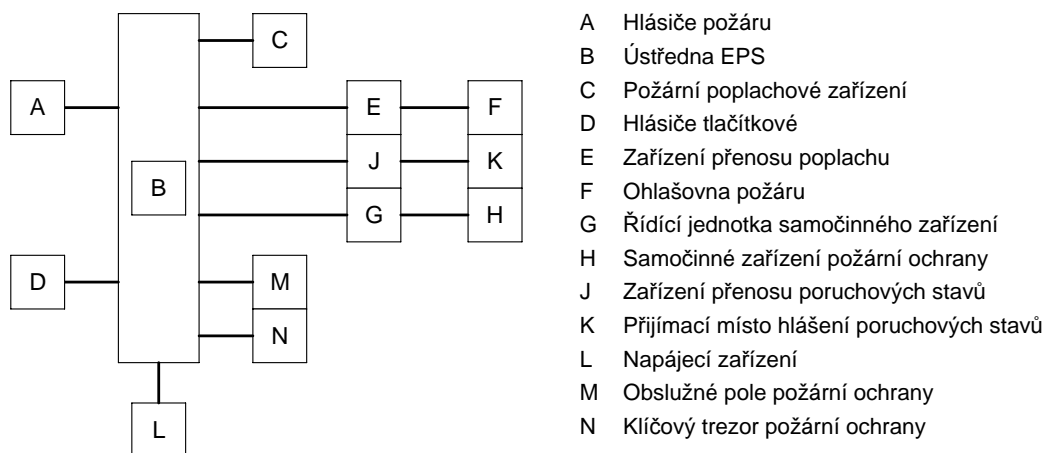 C
A
E
F
J
K
B
G
H
D
M
N
L
A Hlásiče požáru
B Ústředna EPS
C Požární poplachové zařízení
D Hlásiče tlačítkové
E Zařízení přenosu poplachu
F Ohlašovna požáru
G Řídící jednotka samočinného zařízení
H Samočinné zařízení požární ochrany
J Zařízení přenosu poruchových stavů
K Přijímací místo hlášení poruchových stavů
L Napájecí zařízení
M Obslužné pole požární ochrany
N Klíčový trezor požární ochrany